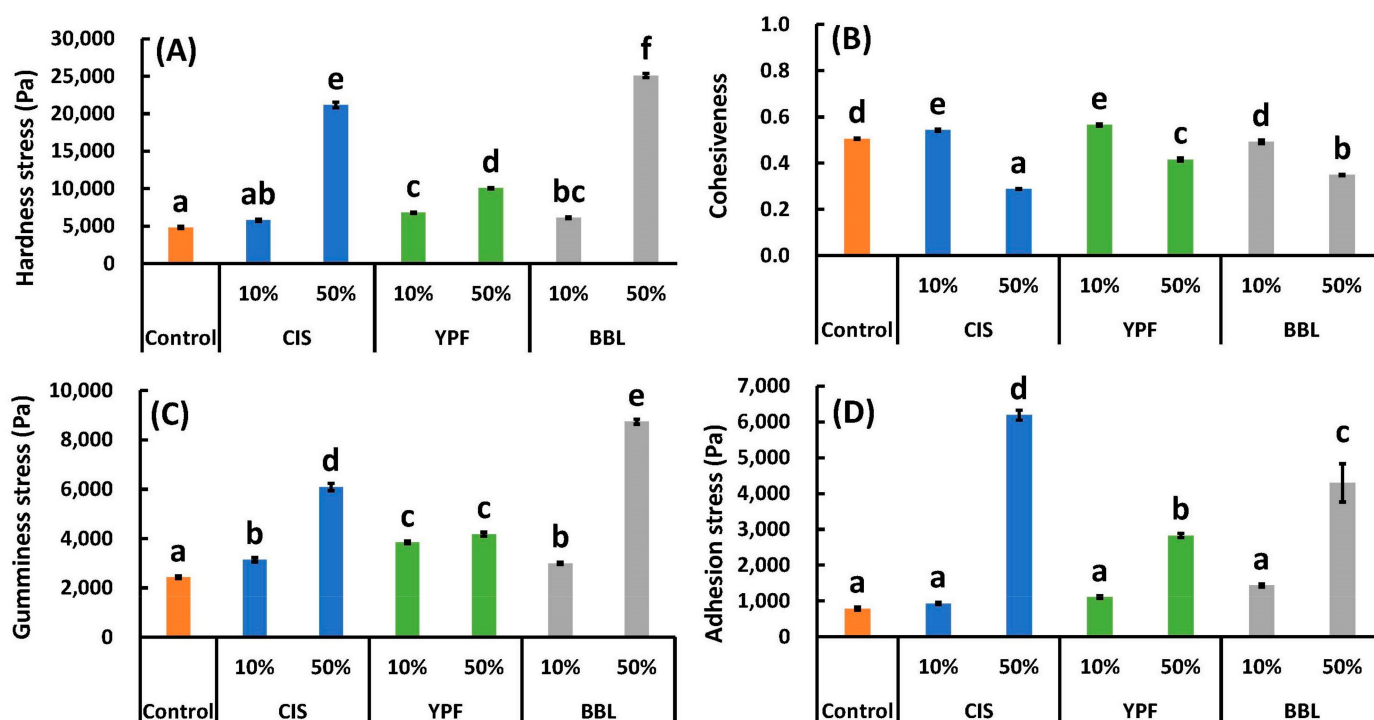 (A)
Hardness stress (Pa)
30,000
25,000
20,000
15,000
10,000
5,000
0
a
ab
e
c
d
bc
f
10% 50% 10% 50% 10% 50%
Control CIS YPF BBL
(B)
Cohesiveness
1.0
0.8
0.6
0.4
0.2
0.0
d
e
a
e
c
d
b
10% 50% 10% 50% 10% 50%
Control CIS YPF BBL
(C)
Gumminess stress (Pa)
10,000
8,000
6,000
4,000
2,000
0
a
b
d
c
c
b
e
10% 50% 10% 50% 10% 50%
Control CIS YPF BBL
(D)
Adhesion stress (Pa)
7,000
6,000
5,000
4,000
3,000
2,000
1,000
0
a
a
d
a
b
a
c
10% 50% 10% 50% 10% 50%
Control CIS YPF BBL